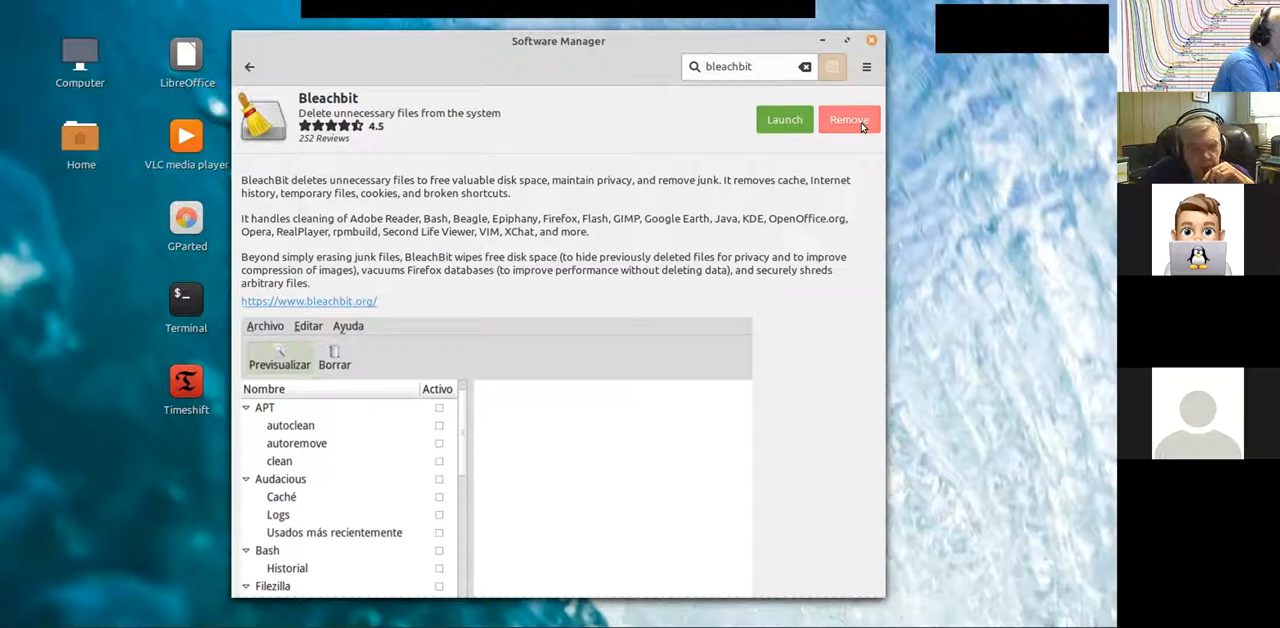 Software Manager
Computer
LibreOffice
Home
VLC media player
GParted
Terminal
Timeshift
bleachbit
Bleachbit
Delete unnecessary files from the system
4.5
252 Reviews
Launch
Remove
BleachBit deletes unnecessary files to free valuable disk space, maintain privacy, and remove junk. It removes cache, Internet
history, temporary files, cookies, and broken shortcuts.
It handles cleaning of Adobe Reader, Bash, Beagle, Epiphany, Firefox, Flash, GIMP, Google Earth, Java, KDE, OpenOffice.org,
Opera, RealPlayer, rpmbuild, Second Life Viewer, VIM, XChat, and more.
Beyond simply erasing junk files, BleachBit wipes free disk space (to hide previously deleted files for privacy and to improve
compression of images), vacuums Firefox databases (to improve performance without deleting data), and securely shreds
arbitrary files.
https://www.bleachbit.org/
Archivo Editar Ayuda
Previsualizar Borrar
Nombre Activo
APT
autoclean
autoremove
clean
Audacious
Caché
Logs
Usados más recientemente
Bash
Historial
Filezilla